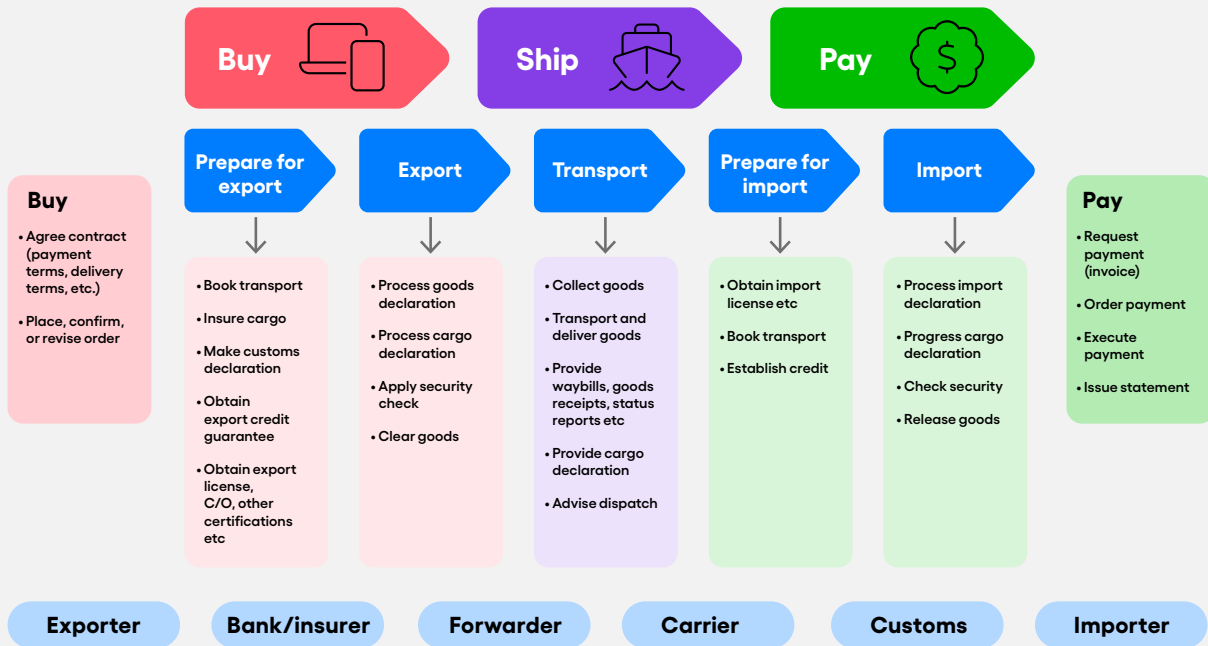 Buy
Ship
Pay
Prepare for
export
Export
Transport
Prepare for
import
Import
Buy
• Agree contract
(payment
terms, delivery
terms, etc.)
• Place, confirm,
or revise order
• Book transport
• Insure cargo
• Make customs
declaration
• Obtain
export credit
guarantee
• Obtain export
license,
C/O, other
certifications
etc
• Process goods
declaration
• Process cargo
declaration
• Apply security
check
• Clear goods
• Collect goods
• Transport and
deliver goods
• Provide
waybills, goods
receipts, status
reports etc
• Provide cargo
declaration
• Advise dispatch
• Obtain import
license etc
• Book transport
• Establish credit
• Process import
declaration
• Progress cargo
declaration
• Check security
• Release goods
Pay
• Request
payment
(invoice)
• Order payment
• Execute
payment
• Issue statement
Exporter
Bank/insurer
Forwarder
Carrier
Customs
Importer